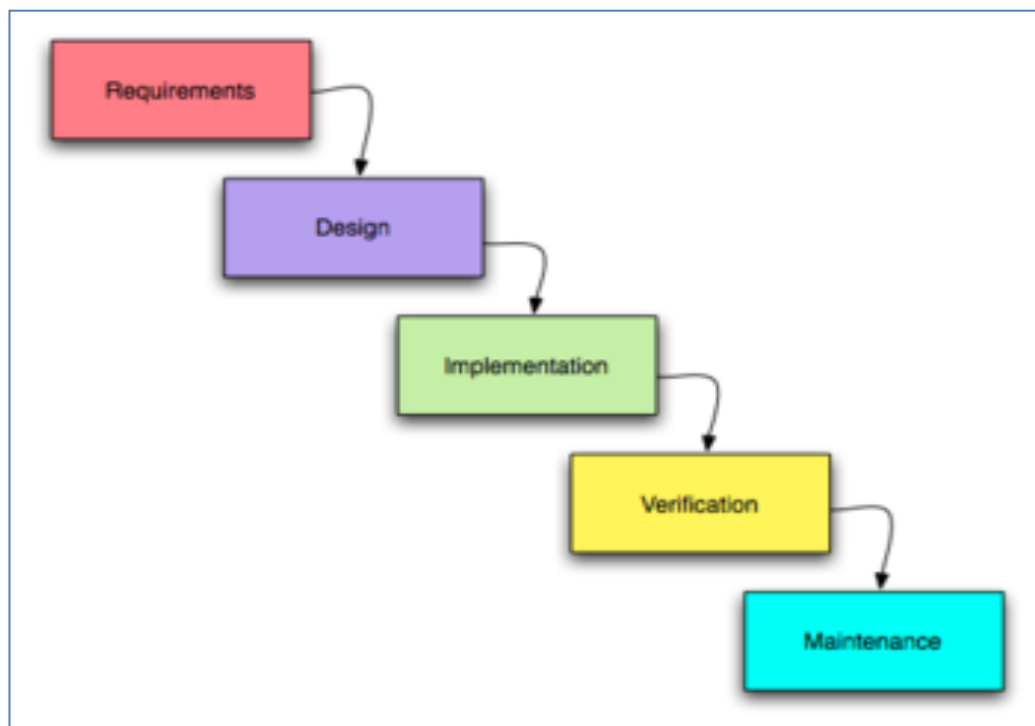 Requirements
Design
Implementation
Verification
Maintenance